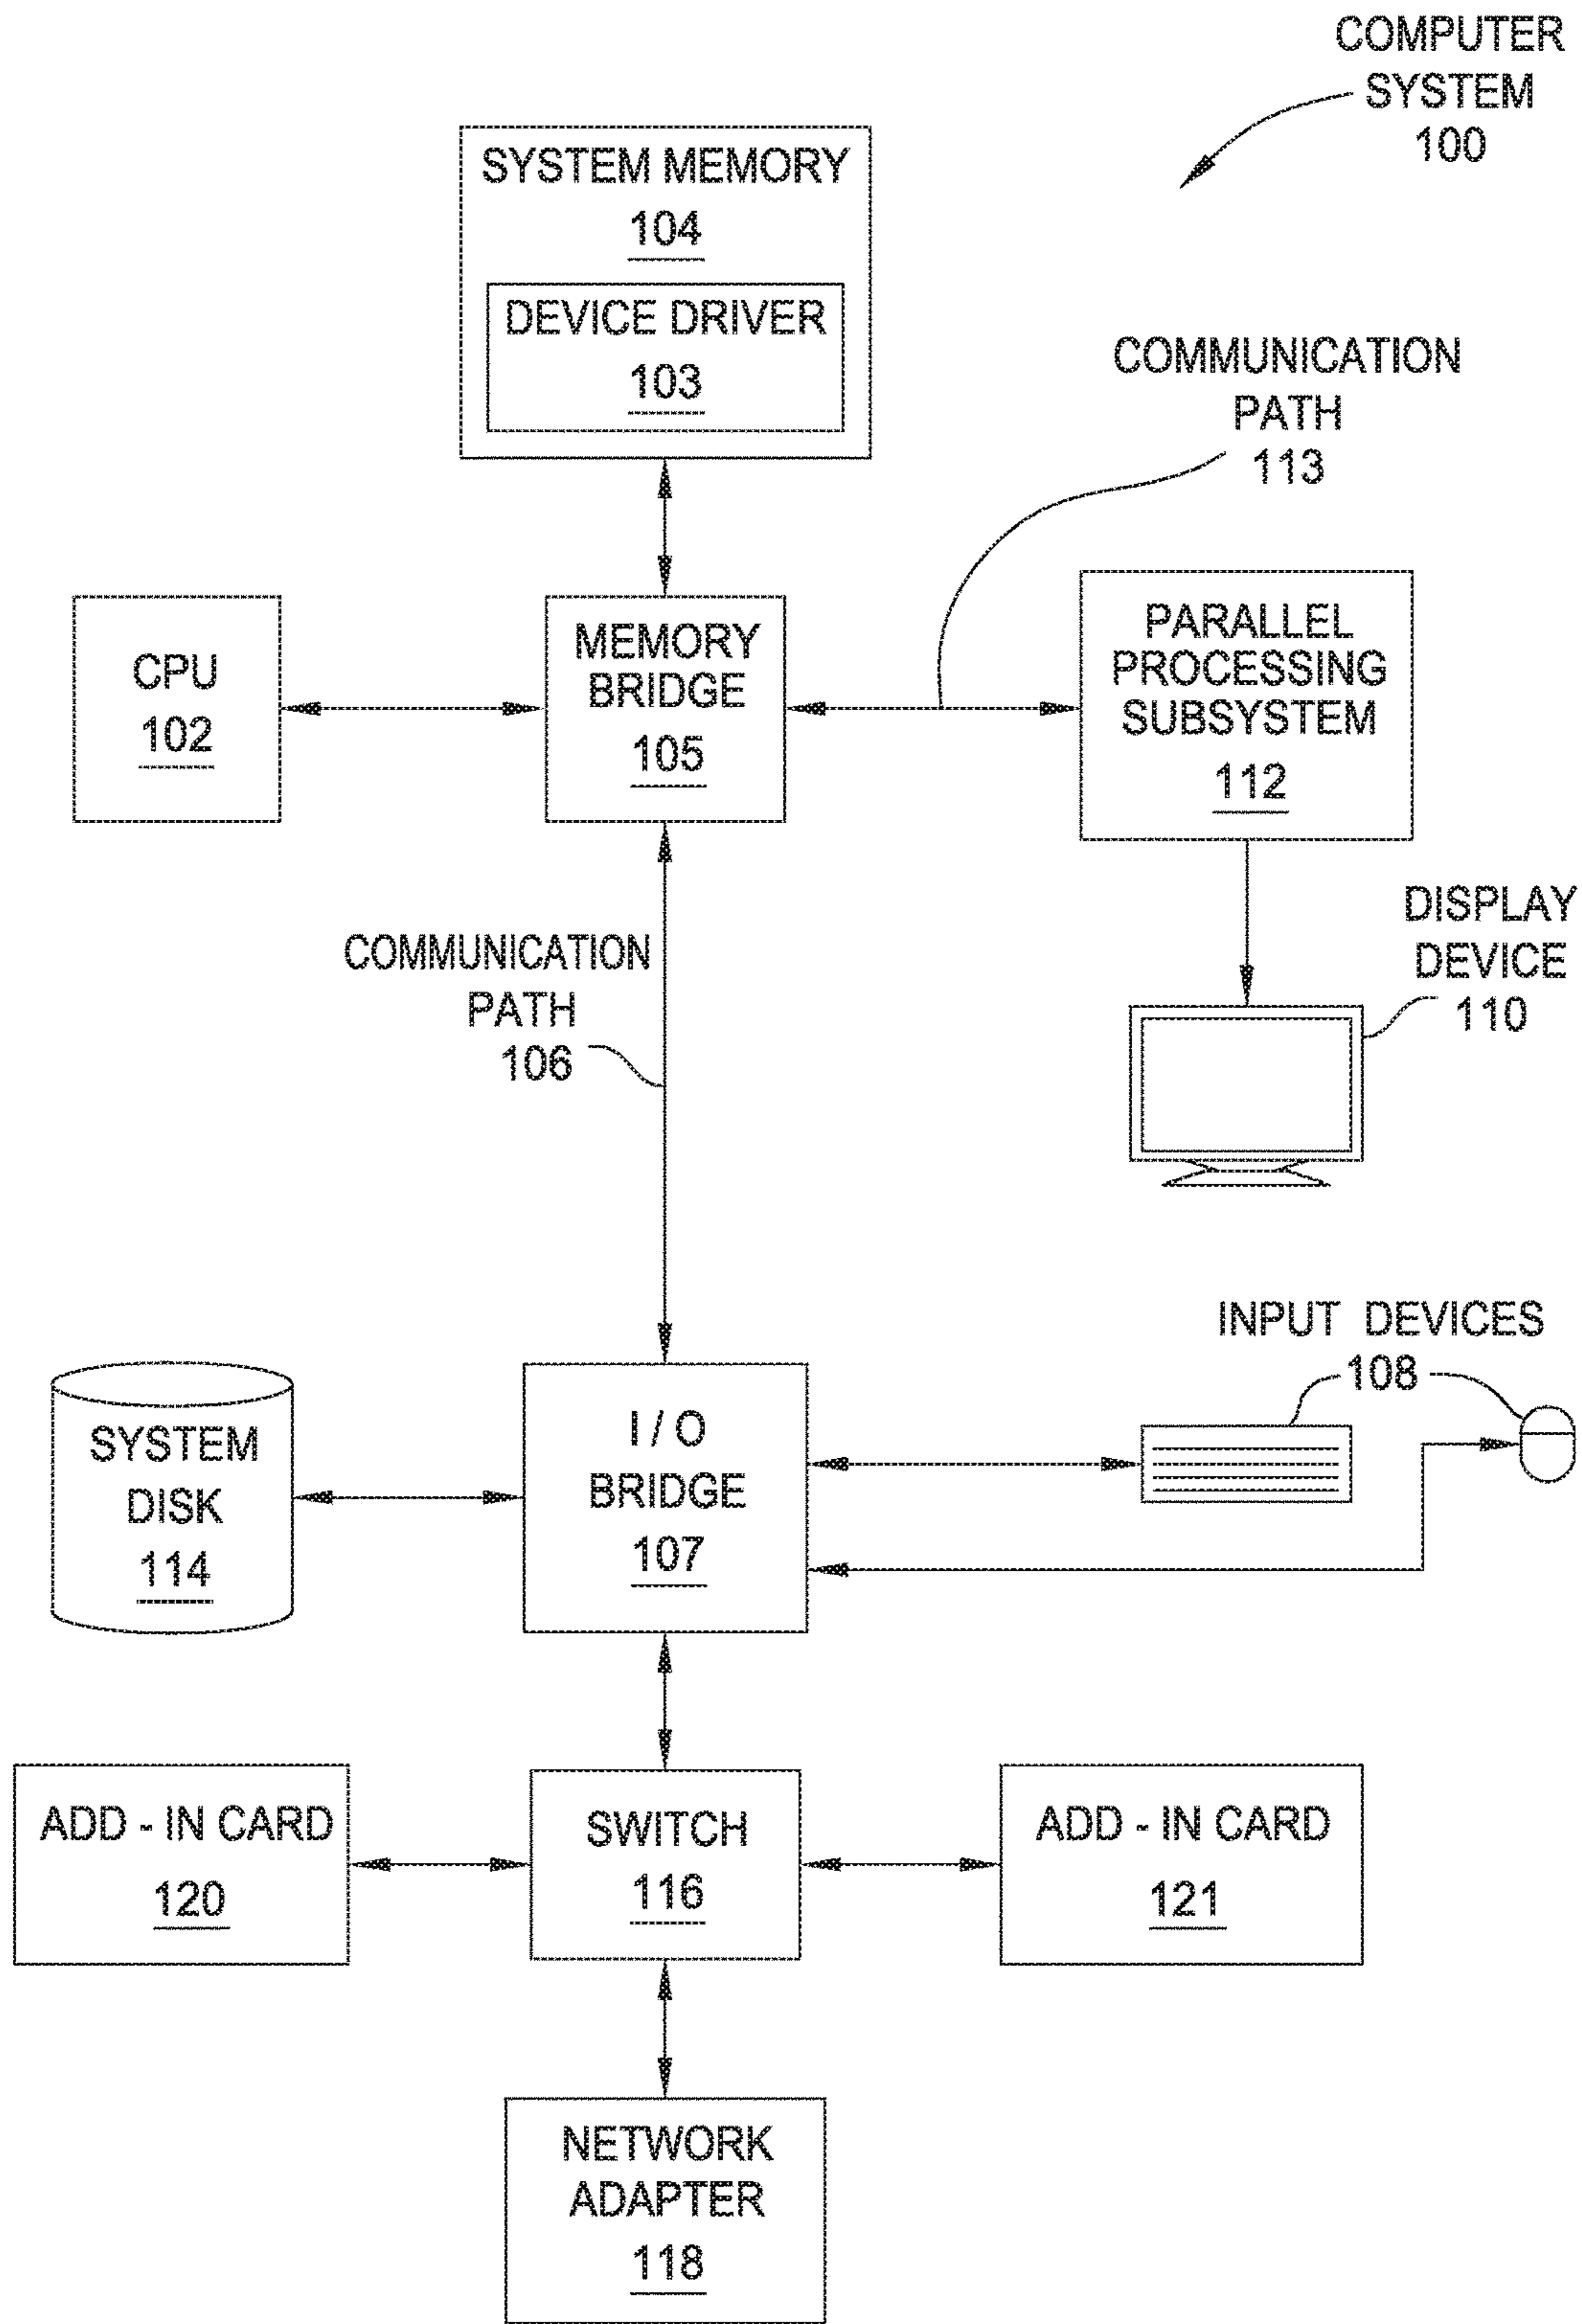 COMPUTER
SYSTEM
100
SYSTEM MEMORY
104
DEVICE DRIVER
103
COMMUNICATION
PATH
113
CPU
102
MEMORY
BRIDGE
105
PARALLEL
PROCESSING
SUBSYSTEM
112
COMMUNICATION
PATH
106
DISPLAY
DEVICE
110
INPUT DEVICES
108
SYSTEM
DISK
114
I / O
BRIDGE
107
ADD - IN CARD
120
SWITCH
116
ADD - IN CARD
121
NETWORK
ADAPTER
118